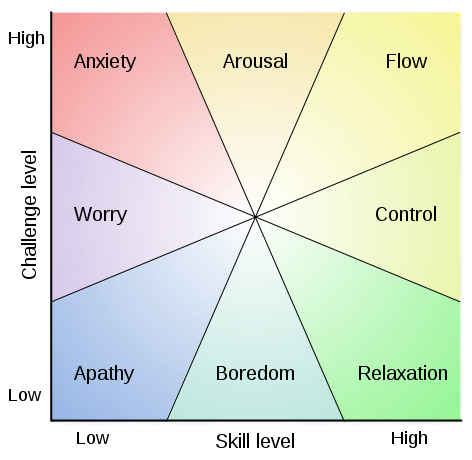 High
Anxiety
Arousal
Flow
Challenge level
Worry
Control
Apathy
Boredom
Relaxation
Low
Low
Skill level
High